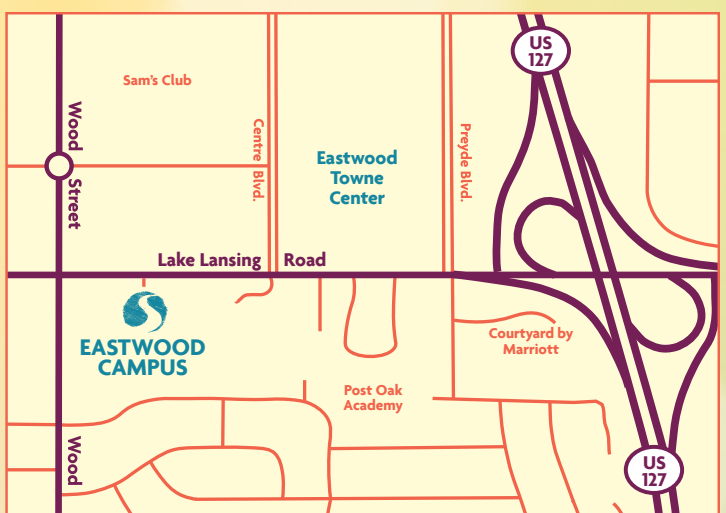 US
127
Sam's Club
Wood
Street
Centre Blvd.
Preyde Blvd.
Eastwood
Towne
Center
Lake Lansing Road
EASTWOOD
CAMPUS
Courtyard by
Marriott
Post Oak
Academy
Wood
US
127